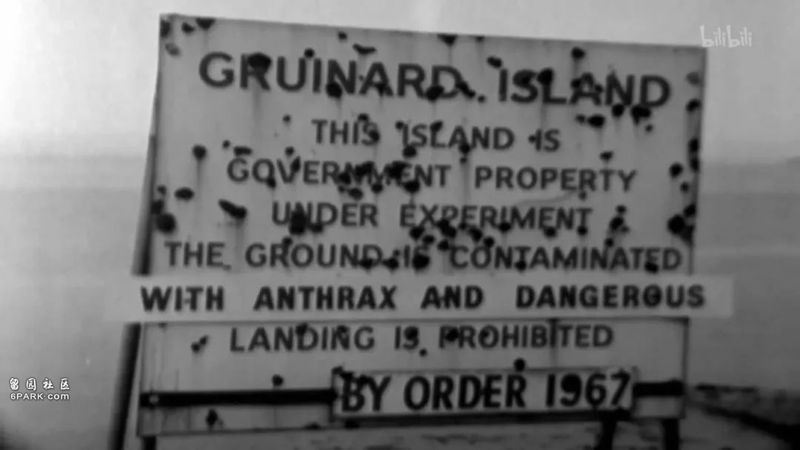 bilibili
GRUINARD ISLAND
THIS ISLAND IS
GOVERNMENT PROPERTY
UNDER EXPERIMENT
THE GROUND IS CONTAMINATED
WITH ANTHRAX AND DANGEROUS
LANDING IS PROHIBITED
BY ORDER 1967
留园社区
6PARK.com